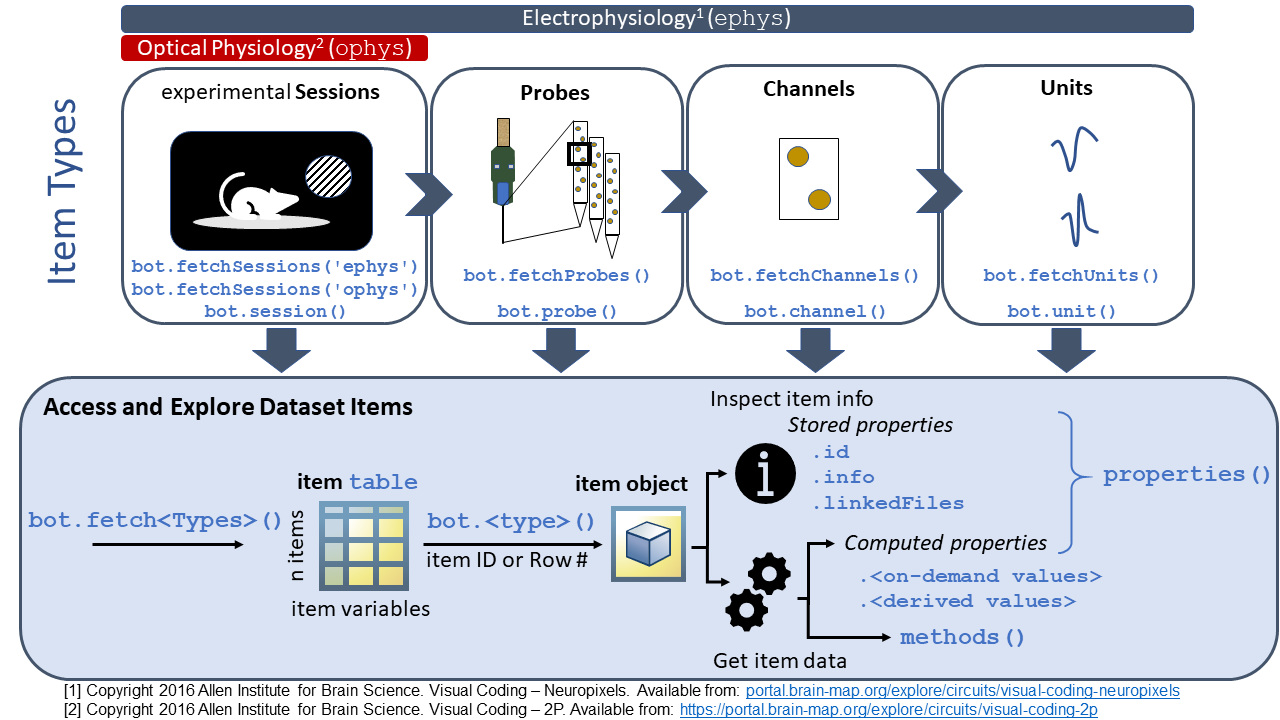 Electrophysiology¹ (ephys)
Optical Physiology² (ophys)
Item Types
experimental Sessions
bot.fetchSessions('ephys')
bot.fetchSessions('ophys')
bot.session()
Probes
bot.fetchProbes()
bot.probe()
Channels
bot.fetchChannels()
bot.channel()
Units
bot.fetchUnits()
bot.unit()
Access and Explore Dataset Items
bot.fetch<Types>()
item table
n items
item variables
bot.<type>()
item ID or Row #
item object
Inspect item info
Stored properties
.id
.info
.linkedFiles
properties()
Computed properties
.<on-demand values>
.<derived values>
methods()
Get item data
[1] Copyright 2016 Allen Institute for Brain Science. Visual Coding – Neuropixels. Available from: portal.brain-map.org/explore/circuits/visual-coding-neuropixels
[2] Copyright 2016 Allen Institute for Brain Science. Visual Coding – 2P. Available from: https://portal.brain-map.org/explore/circuits/visual-coding-2p